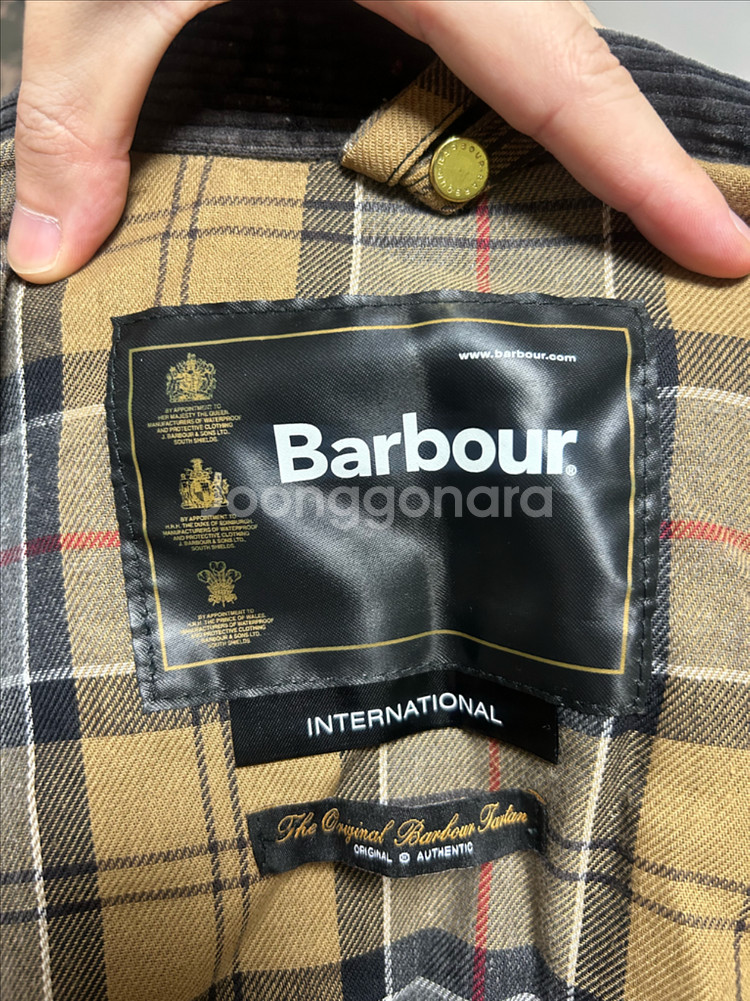 www.barbour.com
Barbour®
BY APPOINTMENT TO
HER MAJESTY THE QUEEN
MANUFACTURERS OF WATERPROOF
AND PROTECTIVE CLOTHING
J. BARBOUR & SONS LTD.
SOUTH SHIELDS.
BY APPOINTMENT TO
H.R.H. THE DUKE OF EDINBURGH,
MANUFACTURERS OF WATERPROOF
AND PROTECTIVE CLOTHING
J. BARBOUR & SONS LTD.
SOUTH SHIELDS.
BY APPOINTMENT TO
H.R.H. THE PRINCE OF WALES,
MANUFACTURERS OF WATERPROOF
AND PROTECTIVE CLOTHING
J. BARBOUR & SONS LTD.
SOUTH SHIELDS.
Joonggonara
INTERNATIONAL
The Original Barbour Tartan
ORIGINAL © AUTHENTIC